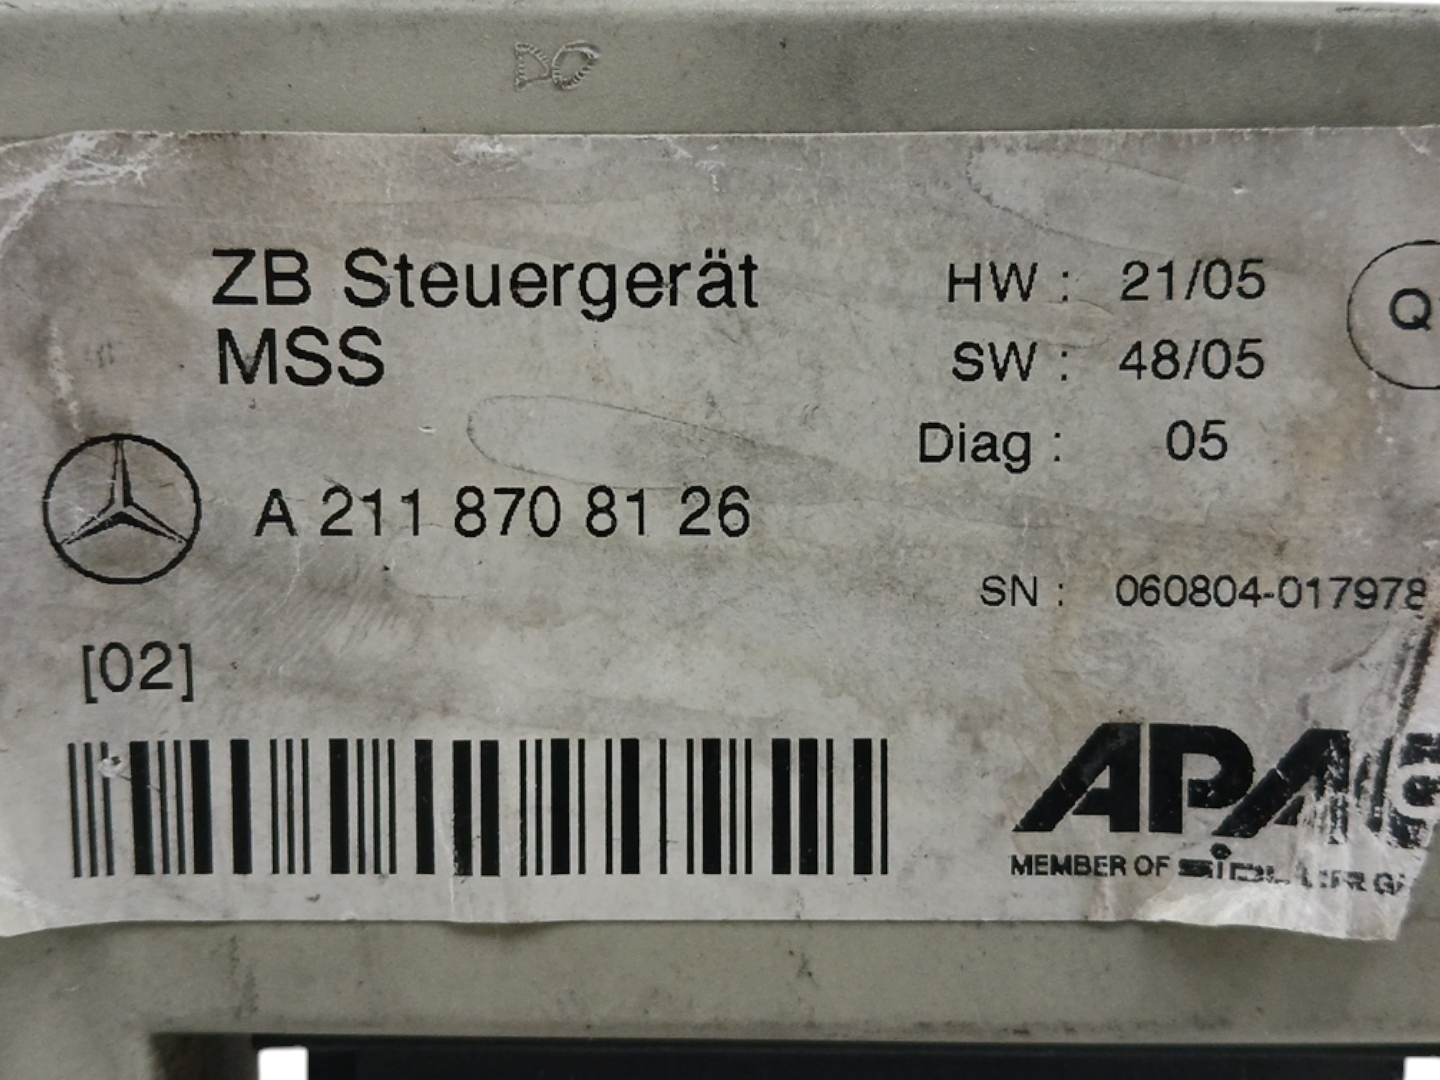 ZB Steuergerät
MSS
HW : 21/05
SW : 48/05
Diag : 05
Q
A 211 870 81 26
SN : 060804-017978
[02]
APAG
MEMBER OF